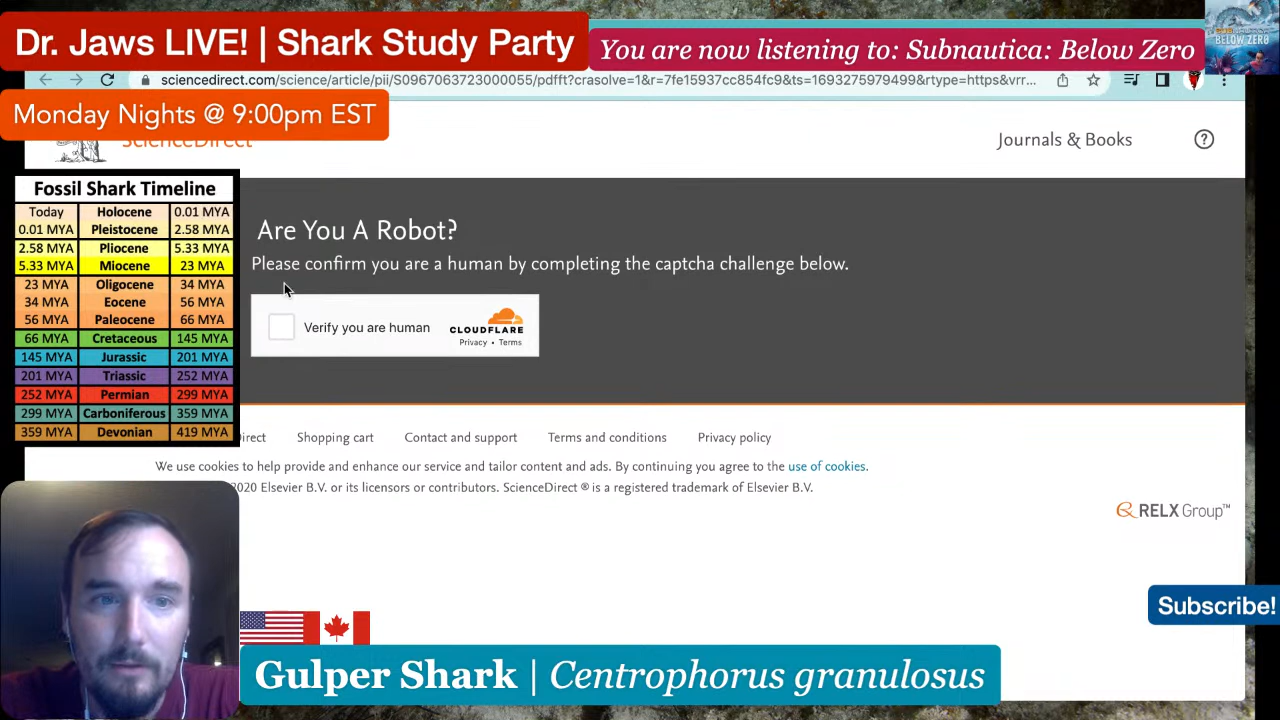 Dr. Jaws LIVE! | Shark Study Party
You are now listening to: Subnautica: Below Zero
BELOW ZERO
sciencedirect.com/science/article/pii/S0967063723000055/pdfft?crasolve=1&r=7fe15937cc854fc9&ts=1693275979499&rtype=https&vrr...
Monday Nights @ 9:00pm EST
ScienceDirect
Journals & Books
?
Fossil Shark Timeline
Today Holocene 0.01 MYA
0.01 MYA Pleistocene 2.58 MYA
2.58 MYA Pliocene 5.33 MYA
5.33 MYA Miocene 23 MYA
23 MYA Oligocene 34 MYA
34 MYA Eocene 56 MYA
56 MYA Paleocene 66 MYA
66 MYA Cretaceous 145 MYA
145 MYA Jurassic 201 MYA
201 MYA Triassic 252 MYA
252 MYA Permian 299 MYA
299 MYA Carboniferous 359 MYA
359 MYA Devonian 419 MYA
Are You A Robot?
Please confirm you are a human by completing the captcha challenge below.
Verify you are human
CLOUDFLARE
Privacy • Terms
irect Shopping cart Contact and support Terms and conditions Privacy policy
We use cookies to help provide and enhance our service and tailor content and ads. By continuing you agree to the use of cookies.
2020 Elsevier B.V. or its licensors or contributors. ScienceDirect ® is a registered trademark of Elsevier B.V.
RELX Group™
Subscribe!
Gulper Shark | Centrophorus granulosus